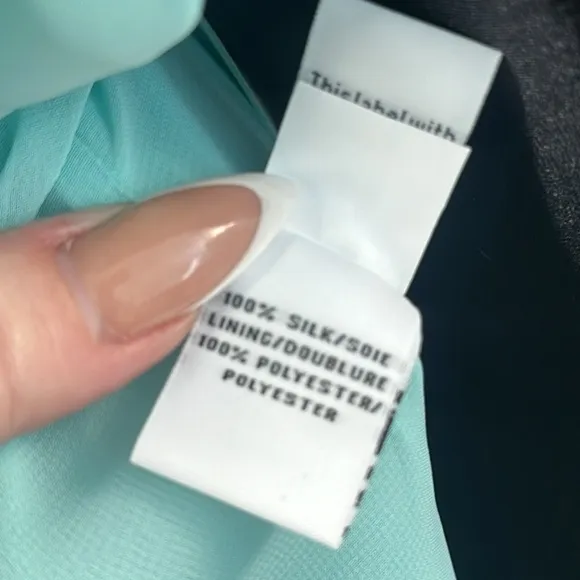 This label with
100% SILK/SOIE
LINING/DOUBLURE
100% POLYESTER/
POLYESTER